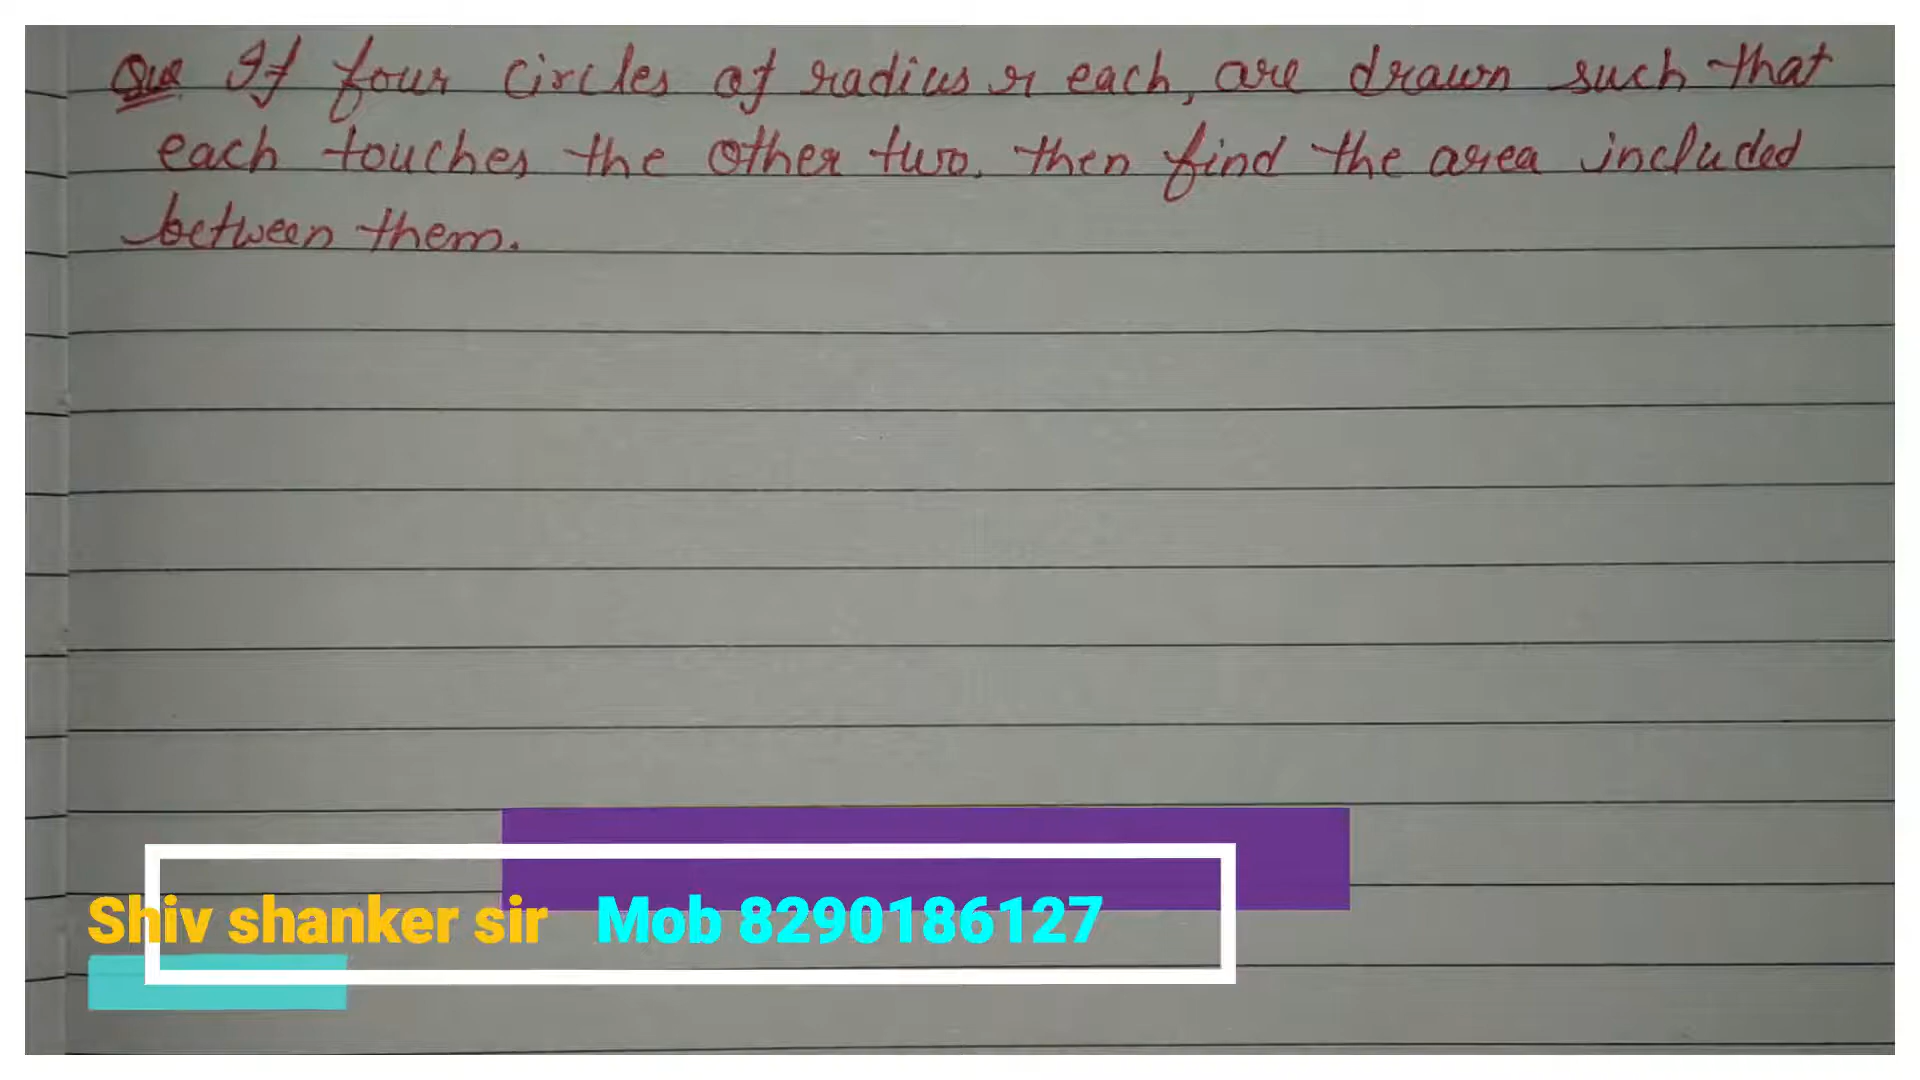 Que If four circles of radius r each, are drawn such that
each touches the other two. then find the area included
between them.
Shiv shanker sir Mob 8290186127